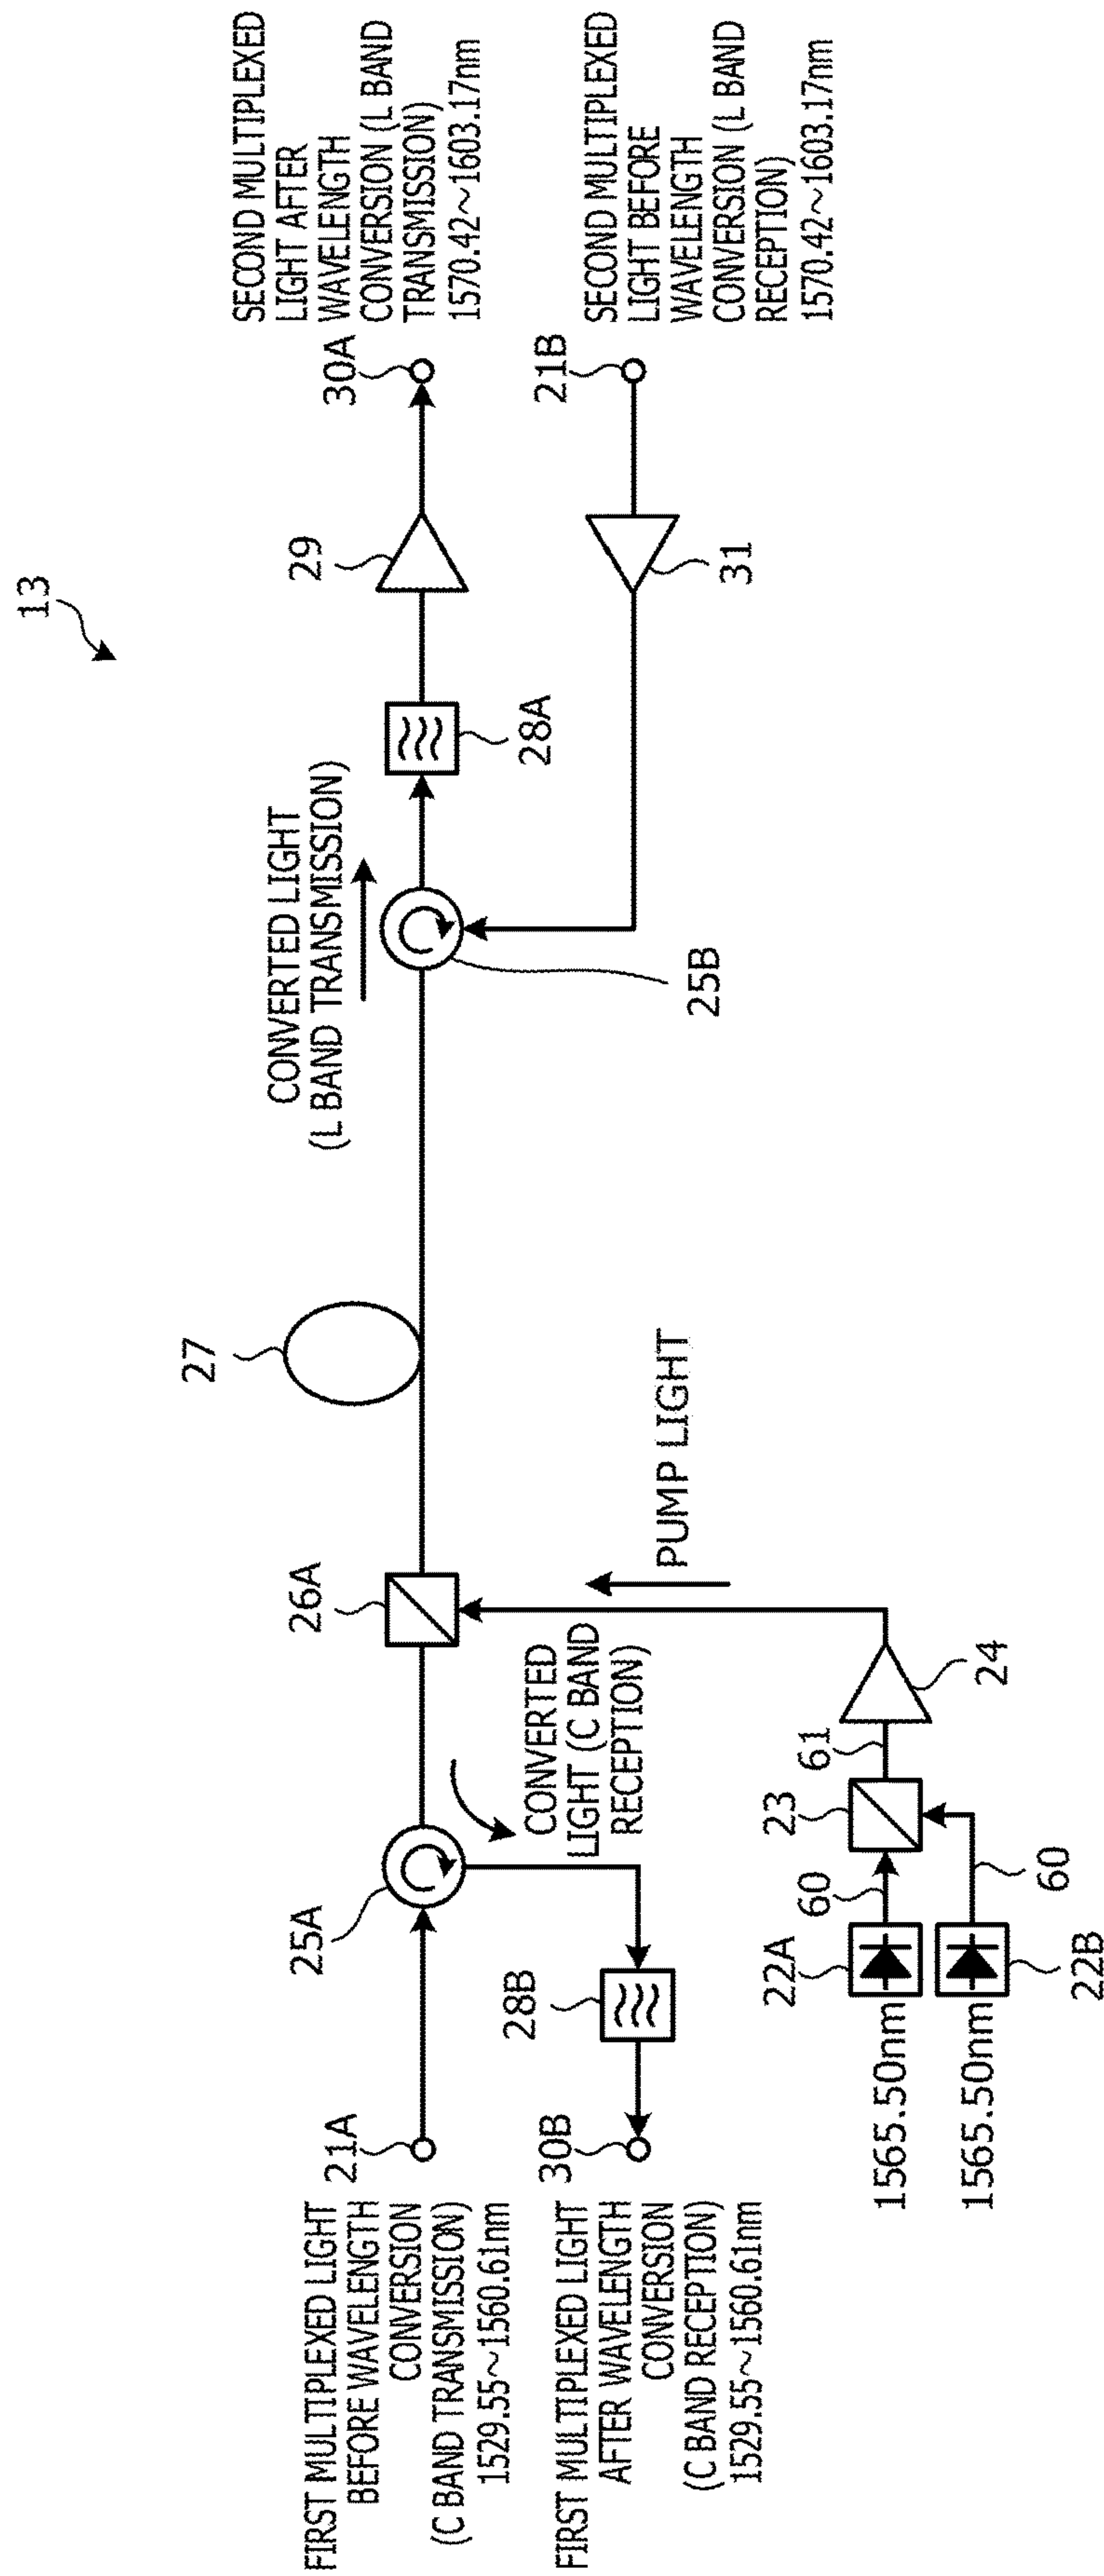 13
FIRST MULTIPLEXED LIGHT
BEFORE WAVELENGTH
CONVERSION
(C BAND TRANSMISSION)
1529.55~1560.61nm
21A
25A
26A
27
CONVERTED LIGHT
(L BAND TRANSMISSION)
25B
28A
29
30A
SECOND MULTIPLEXED
LIGHT AFTER
WAVELENGTH
CONVERSION (L BAND
TRANSMISSION)
1570.42~1603.17nm
FIRST MULTIPLEXED LIGHT
AFTER WAVELENGTH
CONVERSION
(C BAND RECEPTION)
1529.55~1560.61nm
30B
28B
CONVERTED
LIGHT (C BAND
RECEPTION)
PUMP LIGHT
31
21B
SECOND MULTIPLEXED
LIGHT BEFORE
WAVELENGTH
CONVERSION (L BAND
RECEPTION)
1570.42~1603.17nm
1565.50nm
22A
60
23
61
24
1565.50nm
22B
60